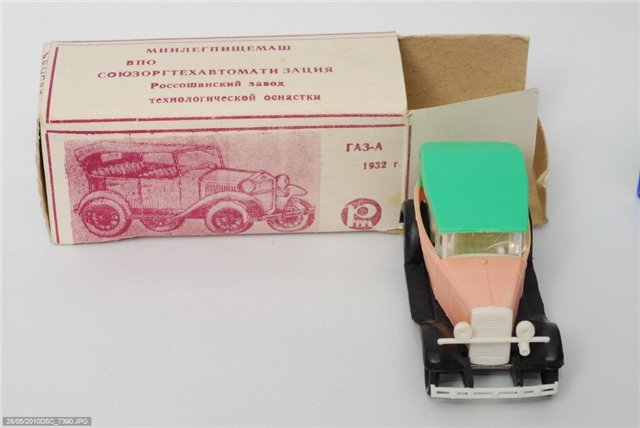 МИНЛЕГПИЩЕМАШ
ВПО
СОЮЗОРГТЕХАВТОМАТИЗАЦИЯ
Россошанский завод
технологической оснастки
ГАЗ-А
1932 г.
28/05/2010DSC_7390.JPG